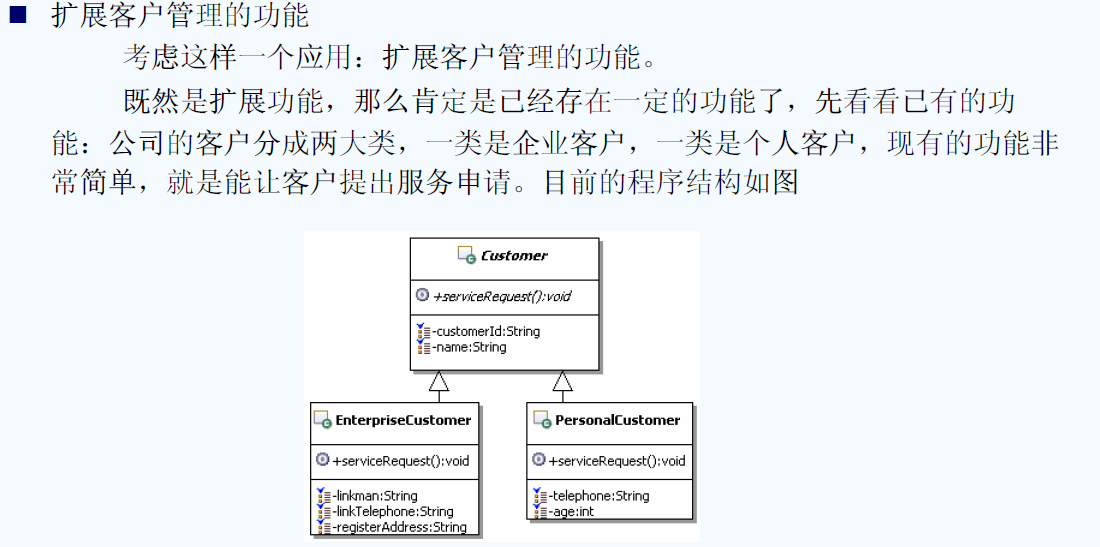 扩展客户管理的功能
考虑这样一个应用：扩展客户管理的功能。
既然是扩展功能，那么肯定是已经存在一定的功能了，先看看已有的功
能：公司的客户分成两大类，一类是企业客户，一类是个人客户，现有的功能非
常简单，就是能让客户提出服务申请。目前的程序结构如图
Customer
+serviceRequest():void
-customerId:String
-name:String
EnterpriseCustomer
+serviceRequest():void
-linkman:String
-linkTelephone:String
-registerAddress:String
PersonalCustomer
+serviceRequest():void
-telephone:String
-age:int